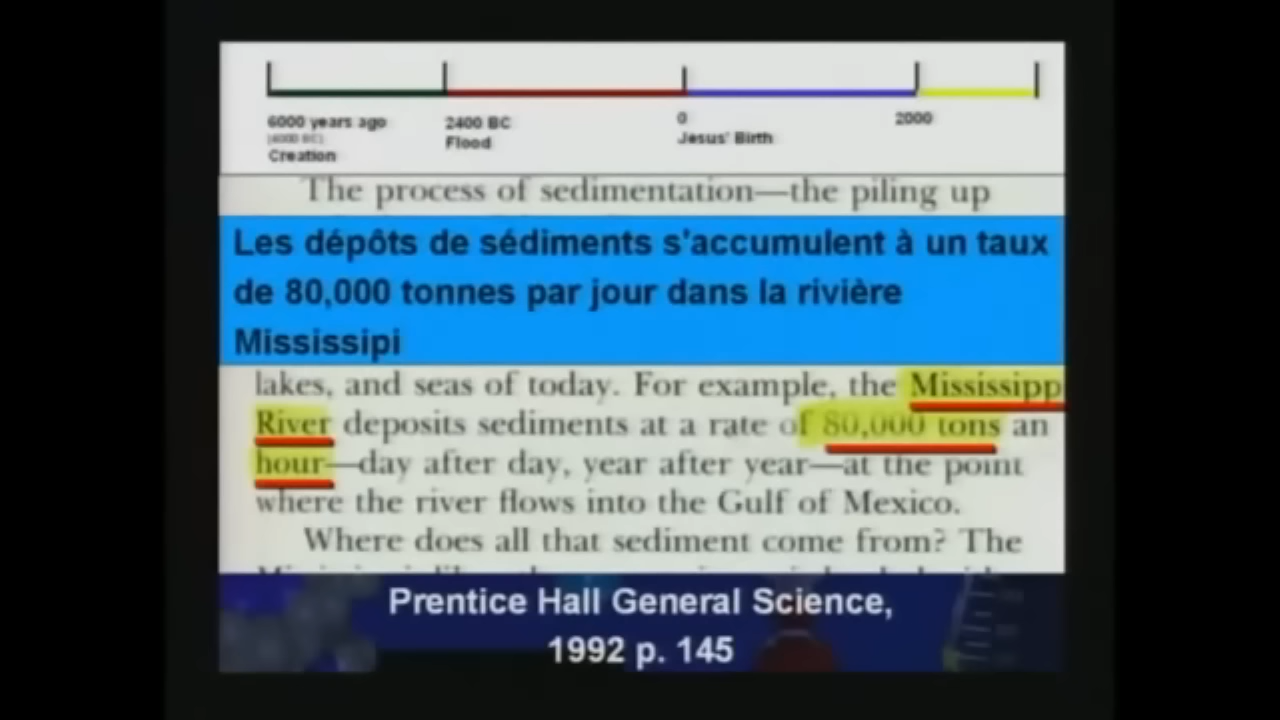 6000 years ago
2400 BC
0
2000
(4000 BC)
Flood
Jesus' Birth
Creation
The process of sedimentation—the piling up
Les dépôts de sédiments s'accumulent à un taux
de 80,000 tonnes par jour dans la rivière
Mississipi
lakes, and seas of today. For example, the Mississipp
River deposits sediments at a rate of 80,000 tons an
hour—day after day, year after year—at the point
where the river flows into the Gulf of Mexico.
Where does all that sediment come from? The
Prentice Hall General Science,
1992 p. 145